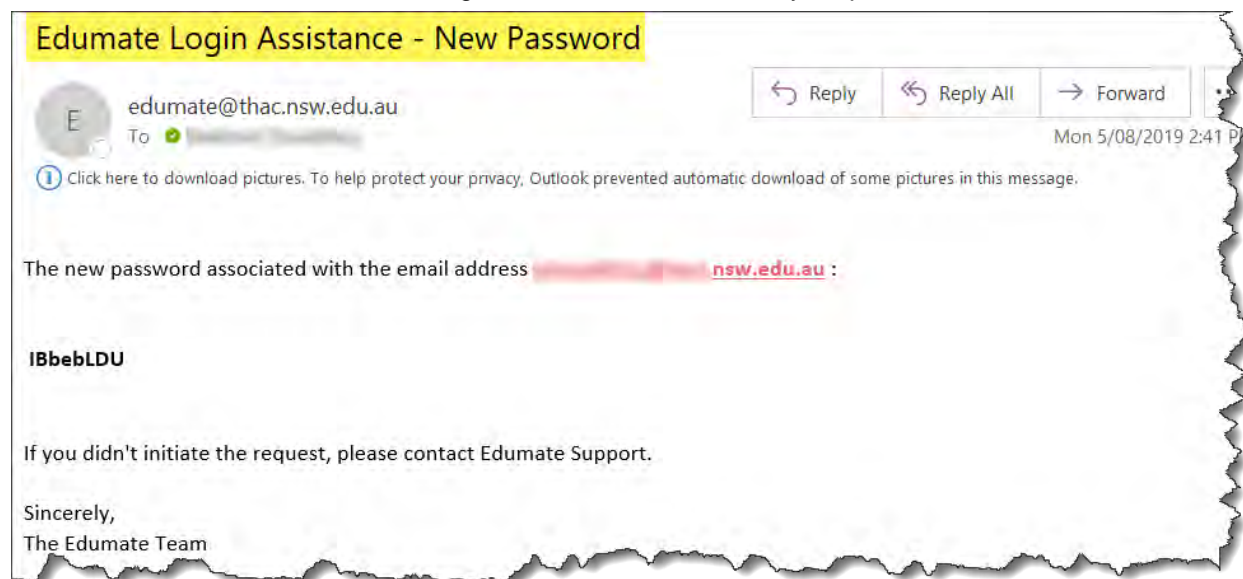 Edumate Login Assistance - New Password
Reply
Reply All
Forward
E
edumate@thac.nsw.edu.au
To
Mon 5/08/2019 2:41
Click here to download pictures. To help protect your privacy, Outlook prevented automatic download of some pictures in this message.
The new password associated with the email address nsw.edu.au :
IBbebLDU
If you didn't initiate the request, please contact Edumate Support.
Sincerely,
The Edumate Team